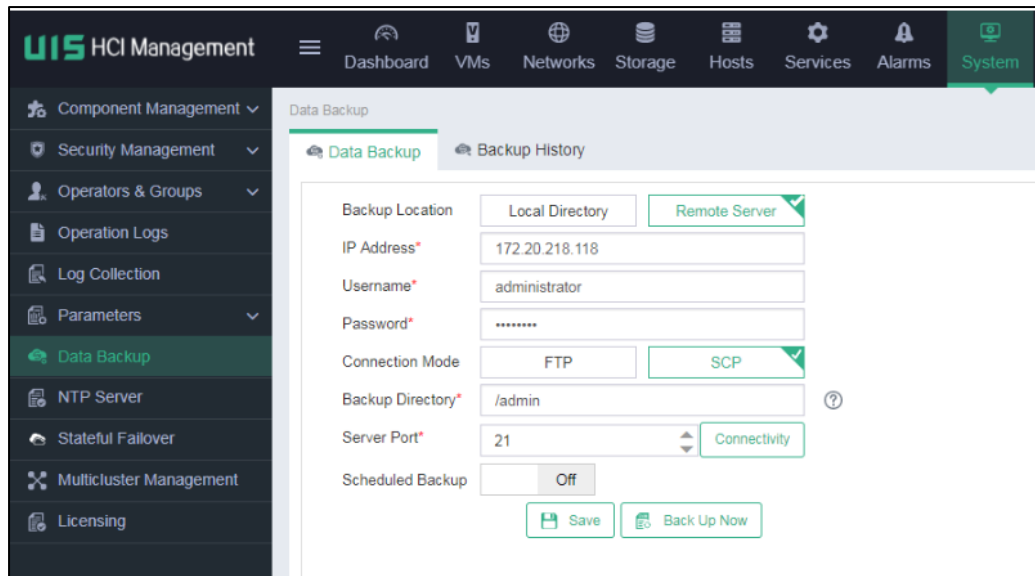 UIS HCI Management
Dashboard VMs Networks Storage Hosts Services Alarms System
Component Management
Security Management
Operators & Groups
Operation Logs
Log Collection
Parameters
Data Backup
NTP Server
Stateful Failover
Multicluster Management
Licensing
Data Backup
Data Backup Backup History
Backup Location Local Directory Remote Server
IP Address* 172.20.218.118
Username* administrator
Password* ••••••••
Connection Mode FTP SCP
Backup Directory* /admin ?
Server Port* 21 Connectivity
Scheduled Backup Off
Save Back Up Now